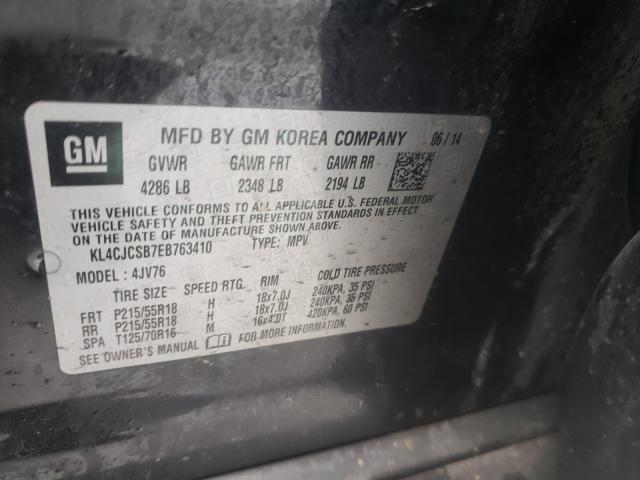 GM
MFD BY GM KOREA COMPANY 06/14
GVWR GAWR FRT GAWR RR
4286 LB 2348 LB 2194 LB
THIS VEHICLE CONFORMS TO ALL APPLICABLE U.S. FEDERAL MOTOR
VEHICLE SAFETY AND THEFT PREVENTION STANDARDS IN EFFECT
ON THE DATE OF MANUFACTURE SHOWN ABOVE.
KL4CJCSB7EB763410 TYPE: MPV
MODEL: 4JV76
TIRE SIZE SPEED RTG. RIM COLD TIRE PRESSURE
FRT P215/55R18 H 18x7.0J 240KPA, 35 PSI
RR P215/55R18 H 18x7.0J 240KPA, 35 PSI
SPA T125/70R16 M 16x4.0T 420KPA, 60 PSI
SEE OWNER'S MANUAL FOR MORE INFORMATION.